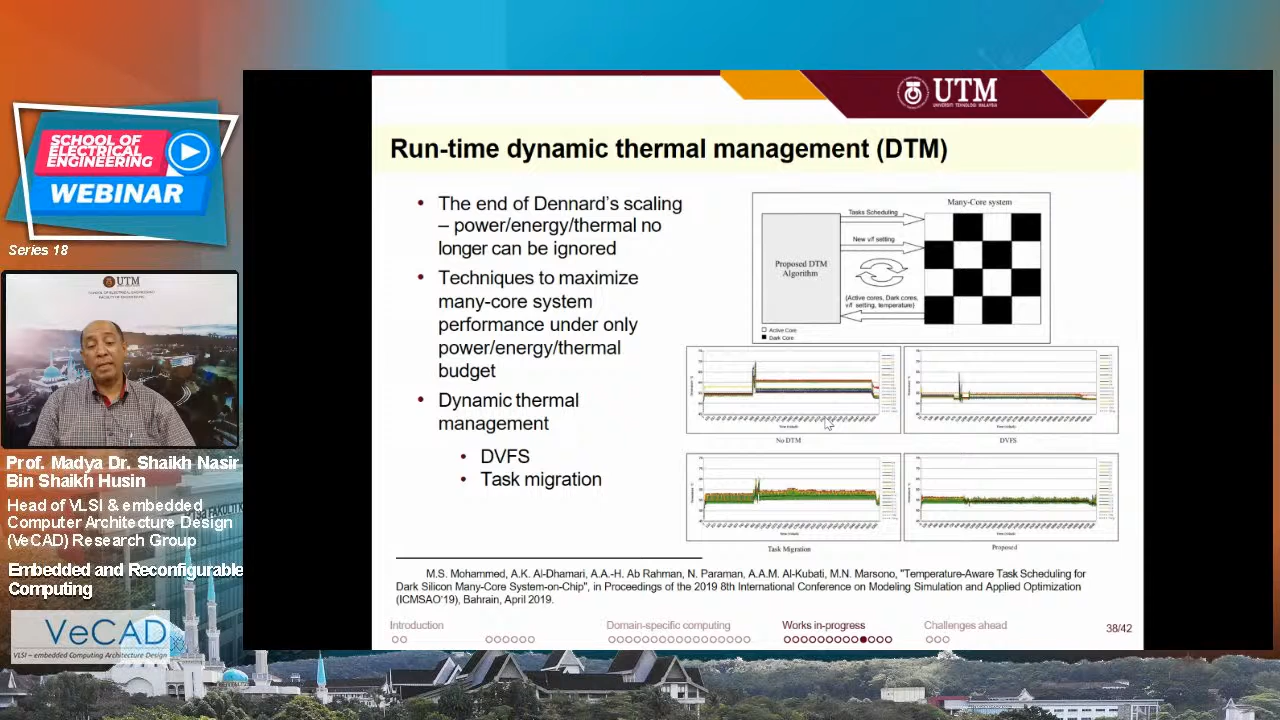 UTM
UNIVERSITI TEKNOLOGI MALAYSIA
SCHOOL OF
ELECTRICAL
ENGINEERING
WEBINAR
Series 18
UTM
Prof. Madya Dr. Shaikh Nasir
Bin Shaikh Husin
Head of VLSI & embedded
Computer Architecture Design
(VeCAD) Research Group
Embedded and Reconfigurable
Computing
VeCAD
VLSI – embedded Computing Architecture Design
Run-time dynamic thermal management (DTM)
• The end of Dennard's scaling
– power/energy/thermal no
longer can be ignored
• Techniques to maximize
many-core system
performance under only
power/energy/thermal
budget
• Dynamic thermal
management
• DVFS
• Task migration
Many-Core system
Tasks Scheduling
New v/f setting
Proposed DTM
Algorithm
(Active cores, Dark cores,
v/f setting, temperature)
Active Core
Dark Core
No DTM
DVFS
Task Migration
Proposed
M.S. Mohammed, A.K. Al-Dhamari, A.A.-H. Ab Rahman, N. Paraman, A.A.M. Al-Kubati, M.N. Marsono, "Temperature-Aware Task Scheduling for
Dark Silicon Many-Core System-on-Chip", in Proceedings of the 2019 8th International Conference on Modeling Simulation and Applied Optimization
(ICMSAO'19), Bahrain, April 2019.
Introduction
Domain-specific computing
Works in-progress
Challenges ahead
38/42